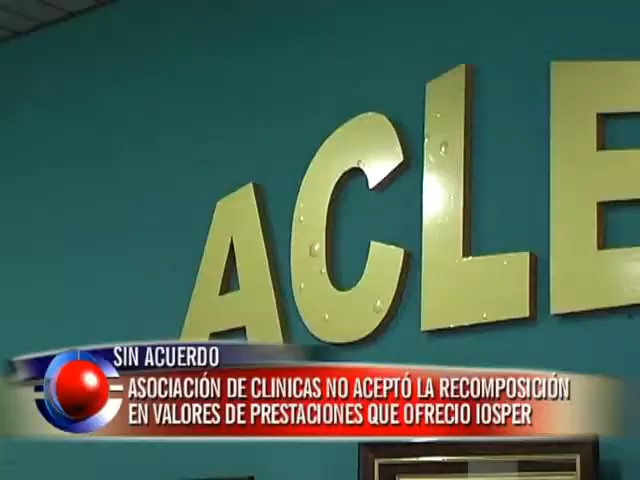 ACLE
SIN ACUERDO
ASOCIACIÓN DE CLINICAS NO ACEPTÓ LA RECOMPOSICIÓN
EN VALORES DE PRESTACIONES QUE OFRECIO IOSPER